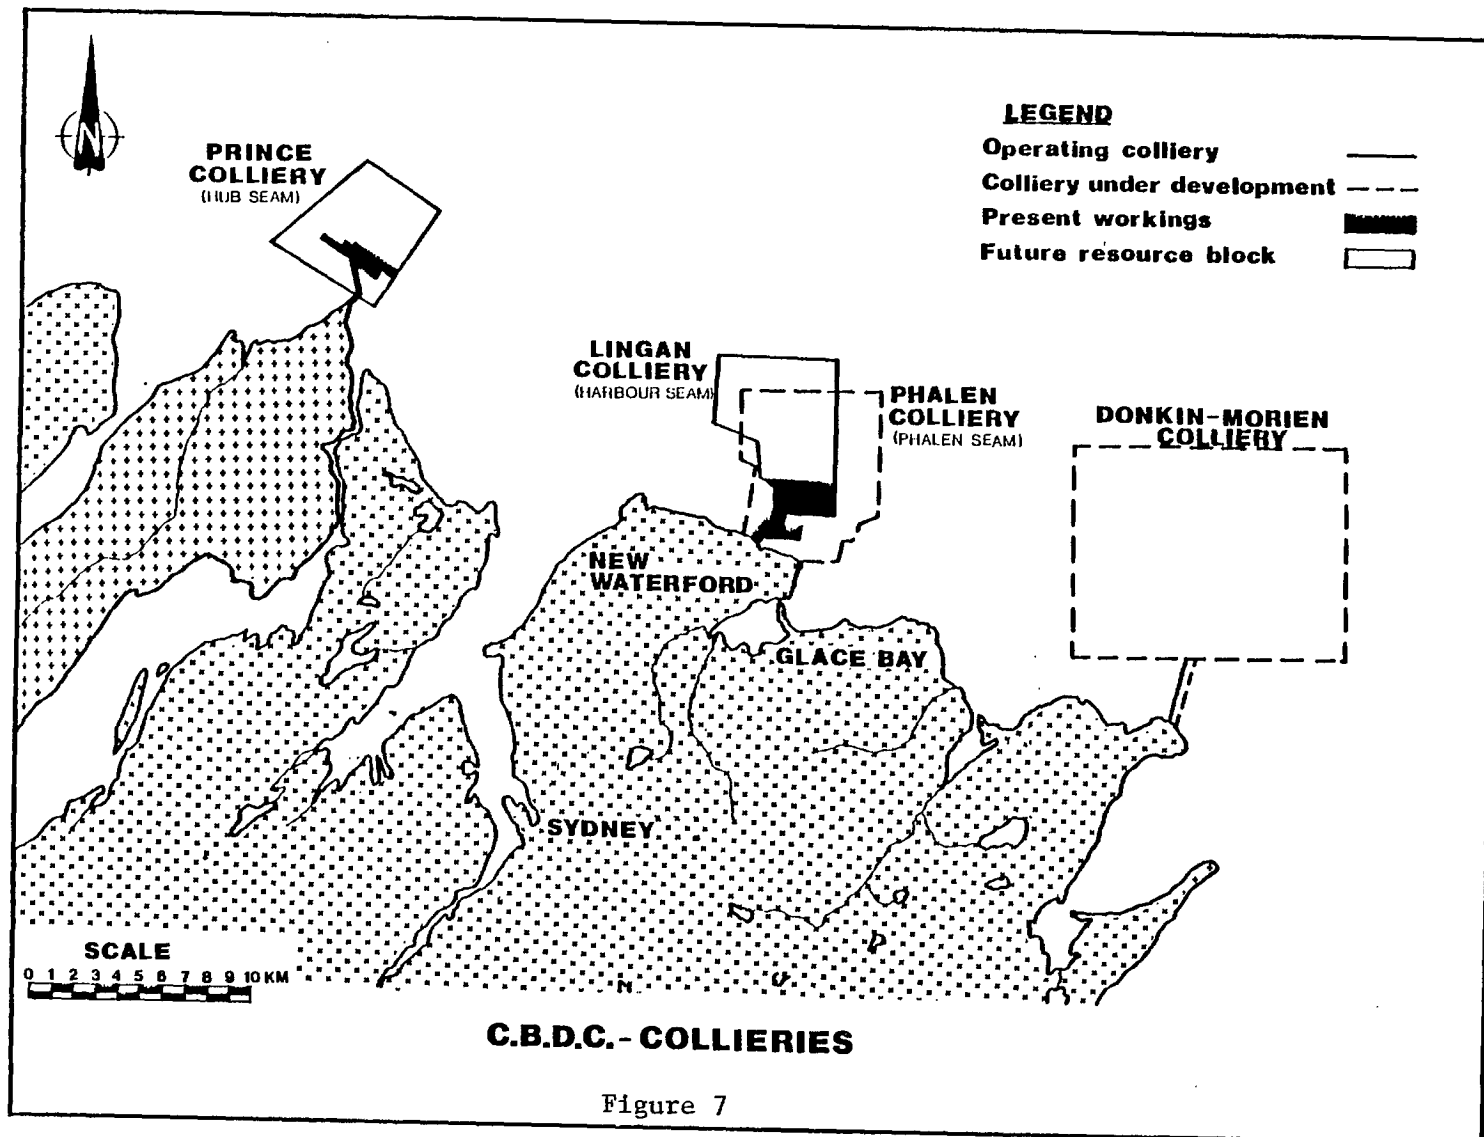 N
PRINCE
COLLIERY
(HUB SEAM)
LEGEND
Operating colliery
Colliery under development
Present workings
Future resource block
LINGAN
COLLIERY
(HARBOUR SEAM)
PHALEN
COLLIERY
(PHALEN SEAM)
DONKIN-MORIEN
COLLIERY
NEW
WATERFORD
GLACE BAY
SYDNEY
SCALE
0 1 2 3 4 5 6 7 8 9 10 KM
C.B.D.C.-COLLIERIES
Figure 7